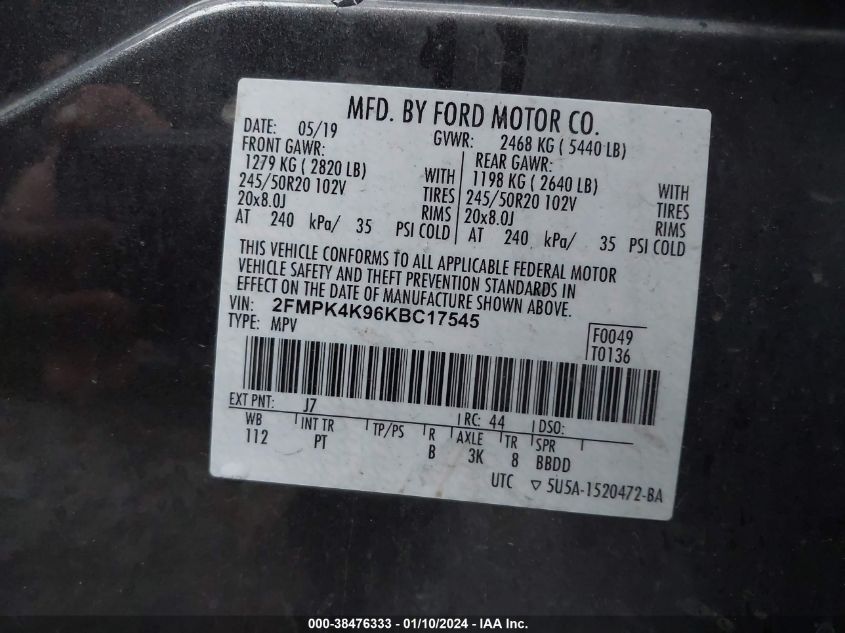 MFD. BY FORD MOTOR CO.
DATE: 05/19 GVWR: 2468 KG ( 5440 LB)
FRONT GAWR: REAR GAWR:
1279 KG ( 2820 LB) WITH 1198 KG ( 2640 LB) WITH
245/50R20 102V TIRES 245/50R20 102V TIRES
20x8.0J RIMS 20x8.0J RIMS
AT 240 kPa/ 35 PSI COLD AT 240 kPa/ 35 PSI COLD
THIS VEHICLE CONFORMS TO ALL APPLICABLE FEDERAL MOTOR
VEHICLE SAFETY AND THEFT PREVENTION STANDARDS IN
EFFECT ON THE DATE OF MANUFACTURE SHOWN ABOVE.
VIN: 2FMPK4K96KBC17545
TYPE: MPV
F0049
T0136
EXT PNT: J7 RC: 44 DSO:
WB INT TR TP/PS R AXLE TR SPR
112 PT B 3K 8 BBDD
UTC ▽ 5U5A-1520472-BA
000-38476333 - 01/10/2024 - IAA Inc.